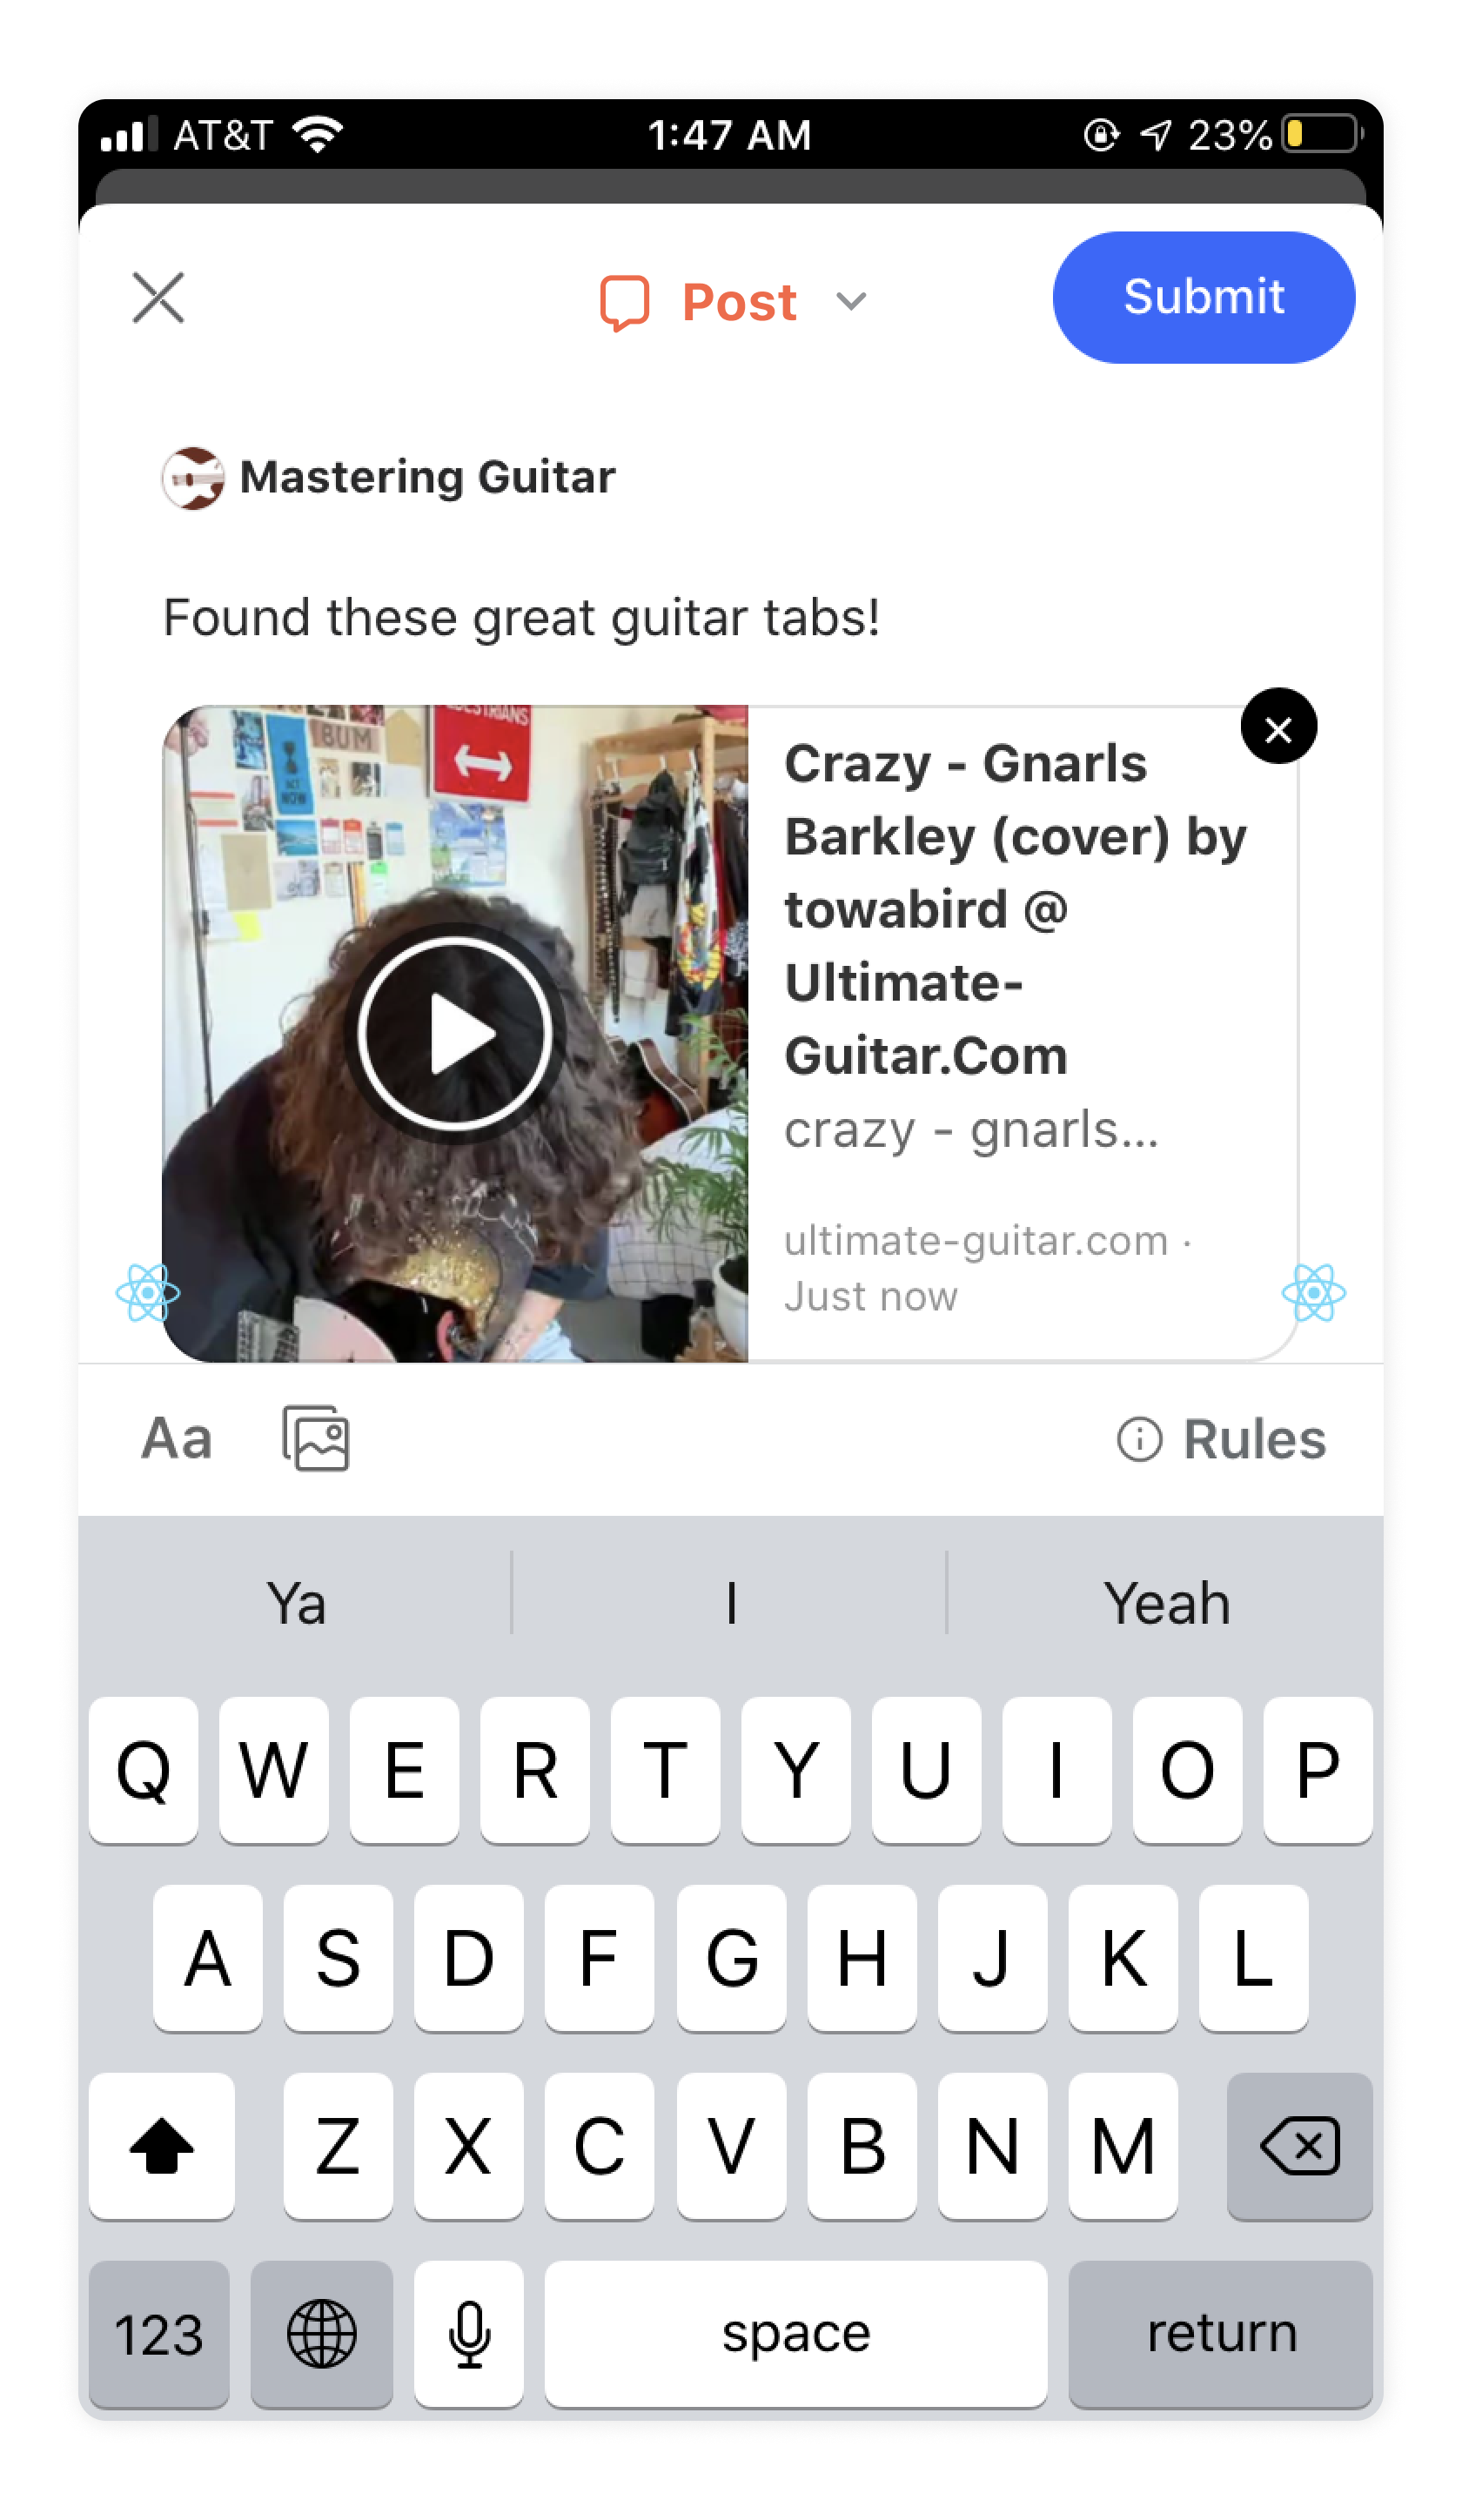 AT&T
1:47 AM
23%
Post
Submit
Mastering Guitar
Found these great guitar tabs!
BUM
NOW
Crazy - Gnarls
Barkley (cover) by
towabird @
Ultimate-
Guitar.Com
crazy - gnarls...
ultimate-guitar.com ·
Just now
Aa
Rules
Ya
I
Yeah
Q W E R T Y U I O P
A S D F G H J K L
Z X C V B N M
123
space
return